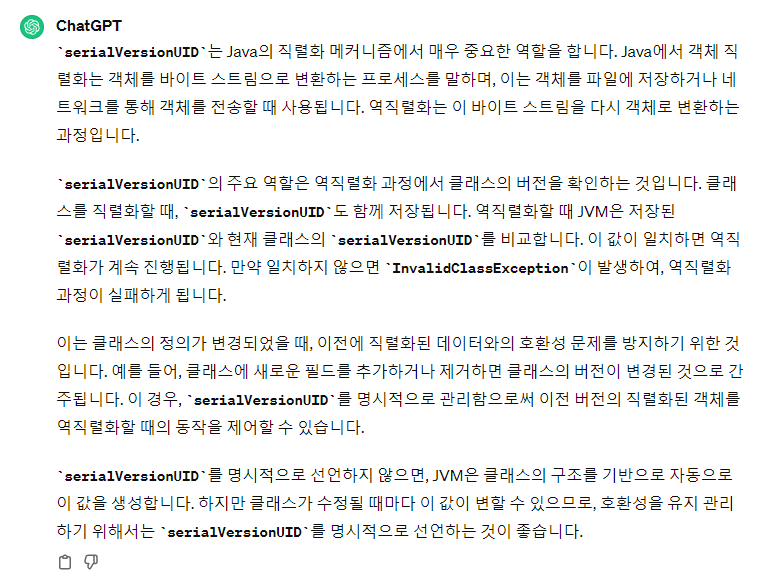 ChatGPT
`serialVersionUID`는 Java의 직렬화 메커니즘에서 매우 중요한 역할을 합니다. Java에서 객체 직
렬화는 객체를 바이트 스트림으로 변환하는 프로세스를 말하며, 이는 객체를 파일에 저장하거나 네
트워크를 통해 객체를 전송할 때 사용됩니다. 역직렬화는 이 바이트 스트림을 다시 객체로 변환하는
과정입니다.
`serialVersionUID`의 주요 역할은 역직렬화 과정에서 클래스의 버전을 확인하는 것입니다. 클래
스를 직렬화할 때, `serialVersionUID`도 함께 저장됩니다. 역직렬화할 때 JVM은 저장된
`serialVersionUID`와 현재 클래스의 `serialVersionUID`를 비교합니다. 이 값이 일치하면 역직
렬화가 계속 진행됩니다. 만약 일치하지 않으면 `InvalidClassException`이 발생하여, 역직렬화
과정이 실패하게 됩니다.
이는 클래스의 정의가 변경되었을 때, 이전에 직렬화된 데이터와의 호환성 문제를 방지하기 위한 것
입니다. 예를 들어, 클래스에 새로운 필드를 추가하거나 제거하면 클래스의 버전이 변경된 것으로 간
주됩니다. 이 경우, `serialVersionUID`를 명시적으로 관리함으로써 이전 버전의 직렬화된 객체를
역직렬화할 때의 동작을 제어할 수 있습니다.
`serialVersionUID`를 명시적으로 선언하지 않으면, JVM은 클래스의 구조를 기반으로 자동으로
이 값을 생성합니다. 하지만 클래스가 수정될 때마다 이 값이 변할 수 있으므로, 호환성을 유지 관리
하기 위해서는 `serialVersionUID`를 명시적으로 선언하는 것이 좋습니다.